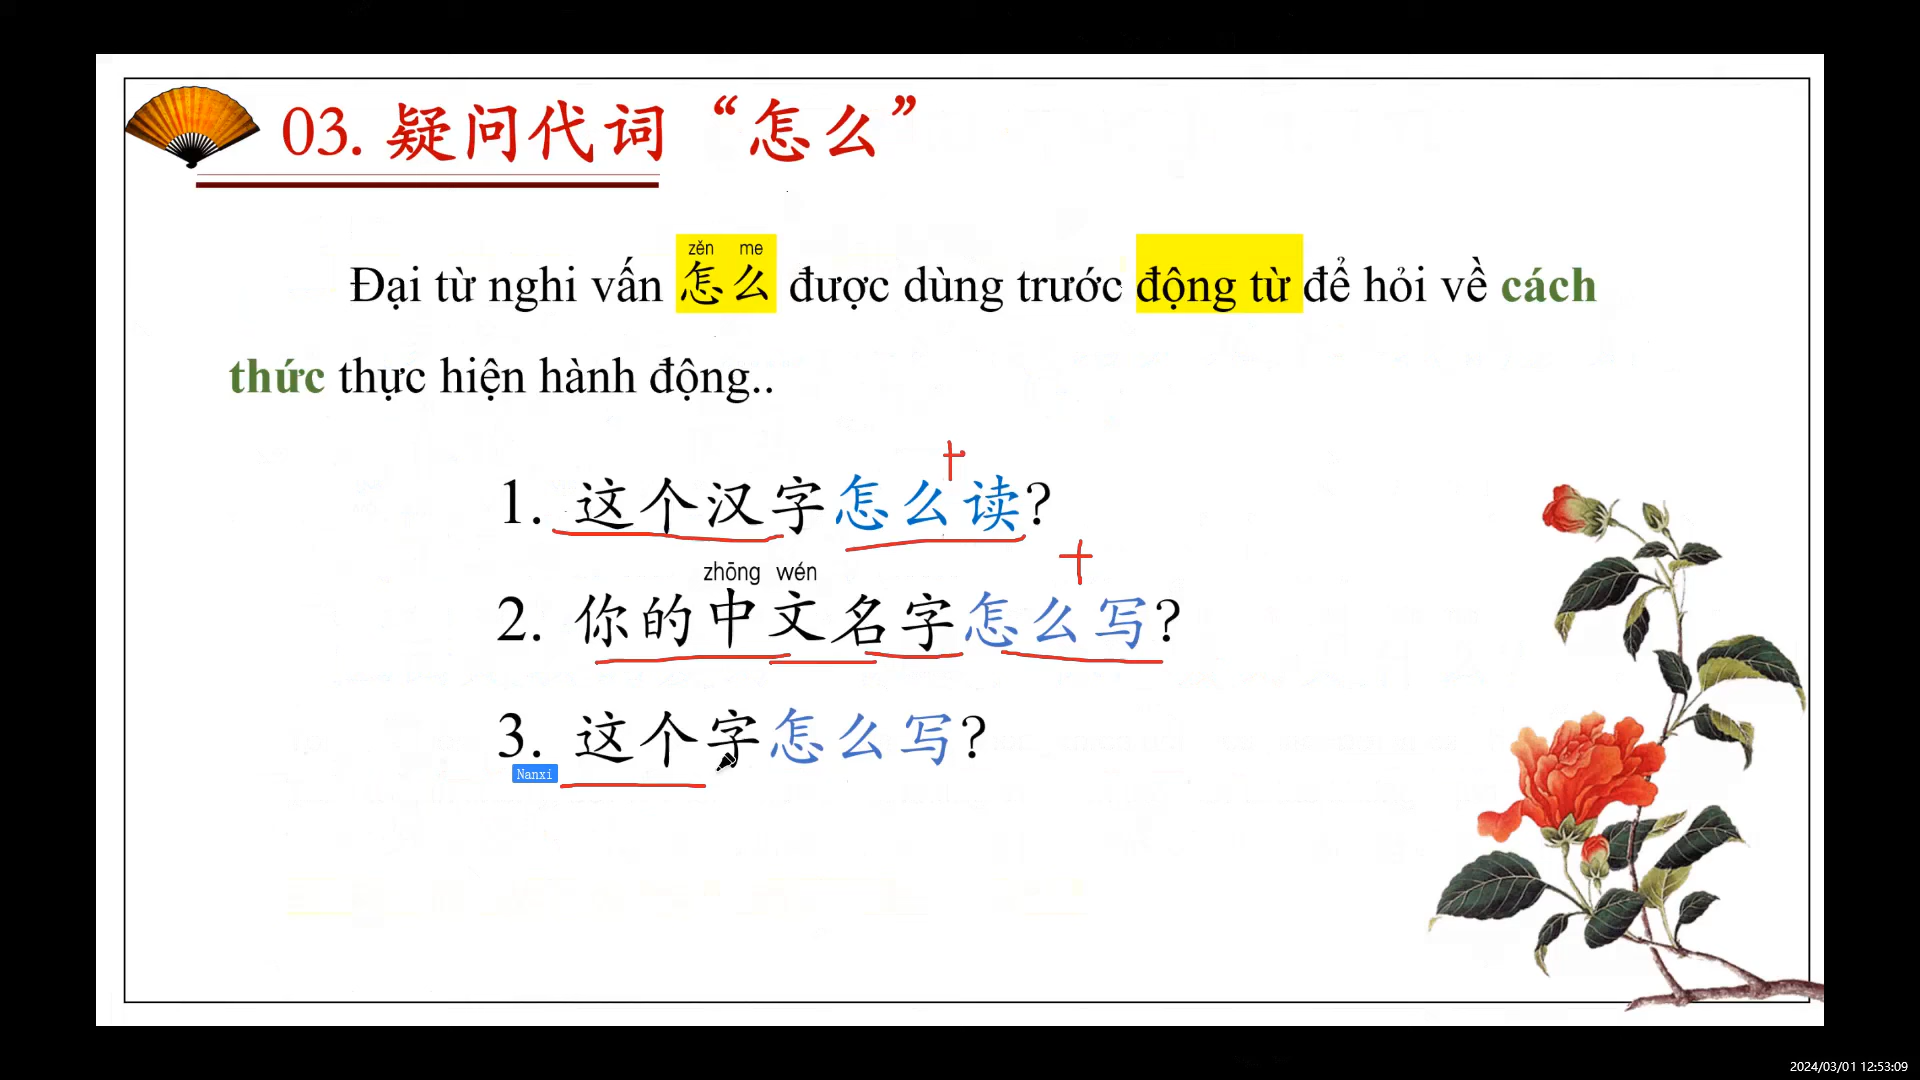 03. 疑问代词“怎么”
zěn me
Đại từ nghi vấn 怎么 được dùng trước động từ để hỏi về cách
thức thực hiện hành động..
1. 这个汉字怎么读?
zhōng wén
2. 你的中文名字怎么写?
3. 这个字怎么写?
Nanxi
2024/03/01 12:53:09